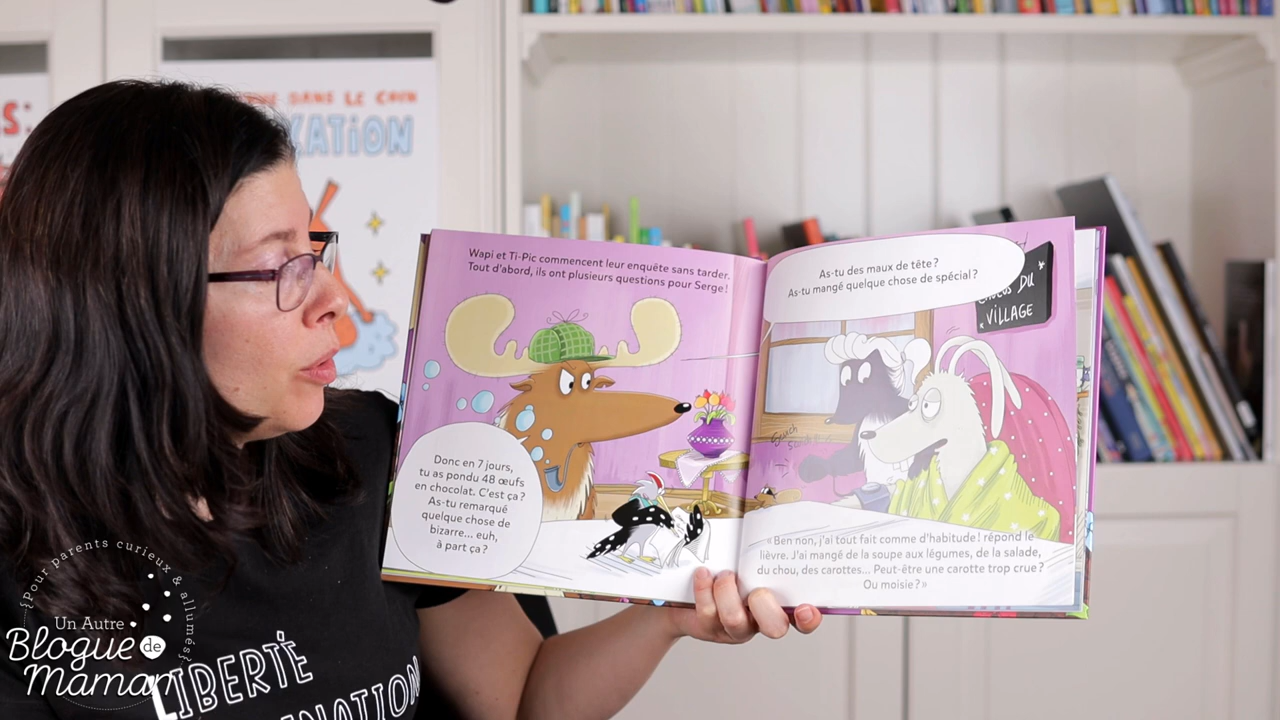 S:
DANS LE COIN
Wapi et Ti-Pic commencent leur enquête sans tarder.
Tout d'abord, ils ont plusieurs questions pour Serge!
Donc en 7 jours,
tu as pondu 48 œufs
en chocolat. C'est ça?
As-tu remarqué
quelque chose de
bizarre... euh,
à part ça?
As-tu des maux de tête?
As-tu mangé quelque chose de spécial?
DU
VILLAGE
«Ben non, j'ai tout fait comme d'habitude! répond le
lièvre. J'ai mangé de la soupe aux légumes, de la salade,
du chou, des carottes... Peut-être une carotte trop crue?
Ou moisie?»
{Pour parents curieux & allumés}
Un Autre
Blogue de
Maman
LIBERTÉ